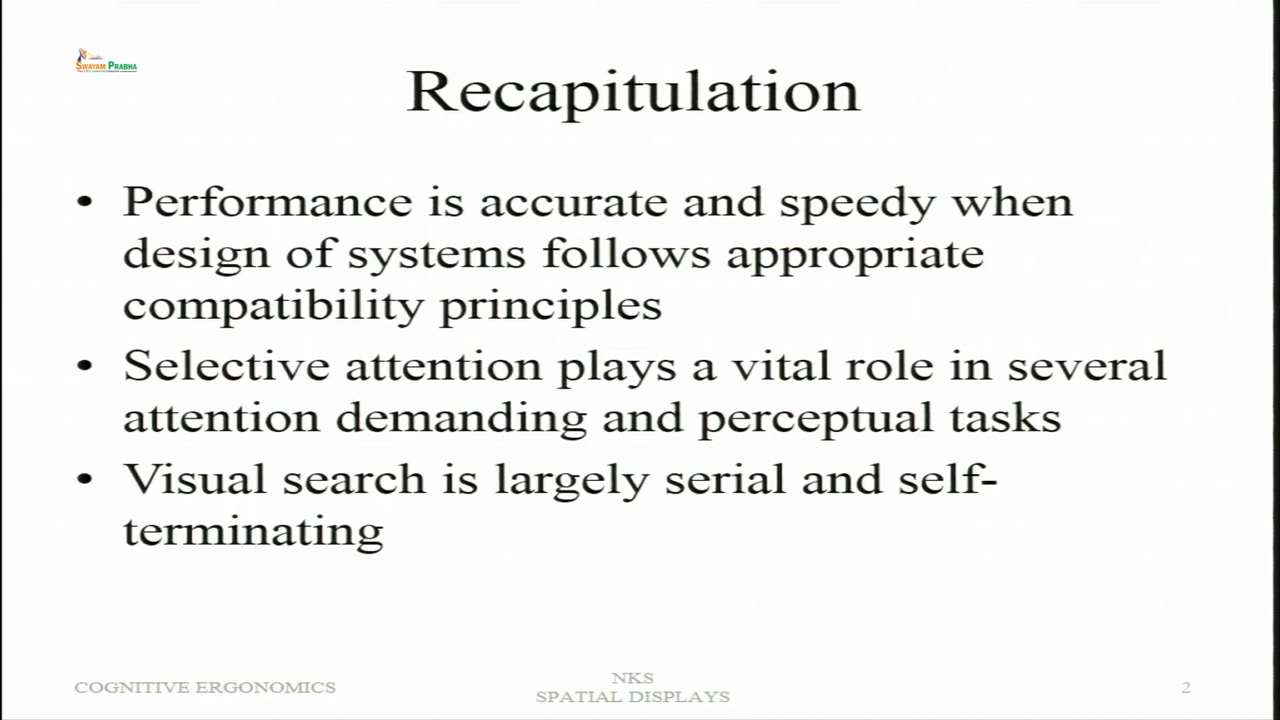 SWAYAM PRABHA
Recapitulation
• Performance is accurate and speedy when
design of systems follows appropriate
compatibility principles
• Selective attention plays a vital role in several
attention demanding and perceptual tasks
• Visual search is largely serial and self-
terminating
COGNITIVE ERGONOMICS
NKS
SPATIAL DISPLAYS
2